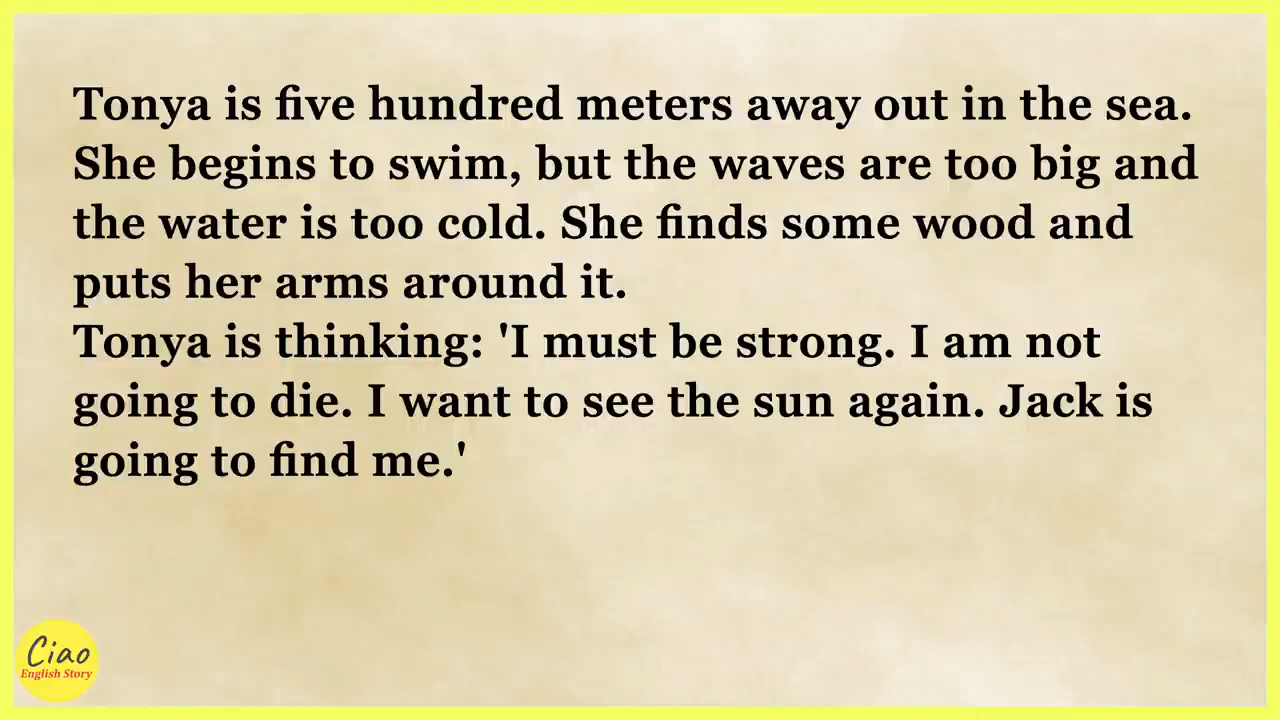 Tonya is five hundred meters away out in the sea.
She begins to swim, but the waves are too big and
the water is too cold. She finds some wood and
puts her arms around it.
Tonya is thinking: 'I must be strong. I am not
going to die. I want to see the sun again. Jack is
going to find me.'
Ciao
English Story